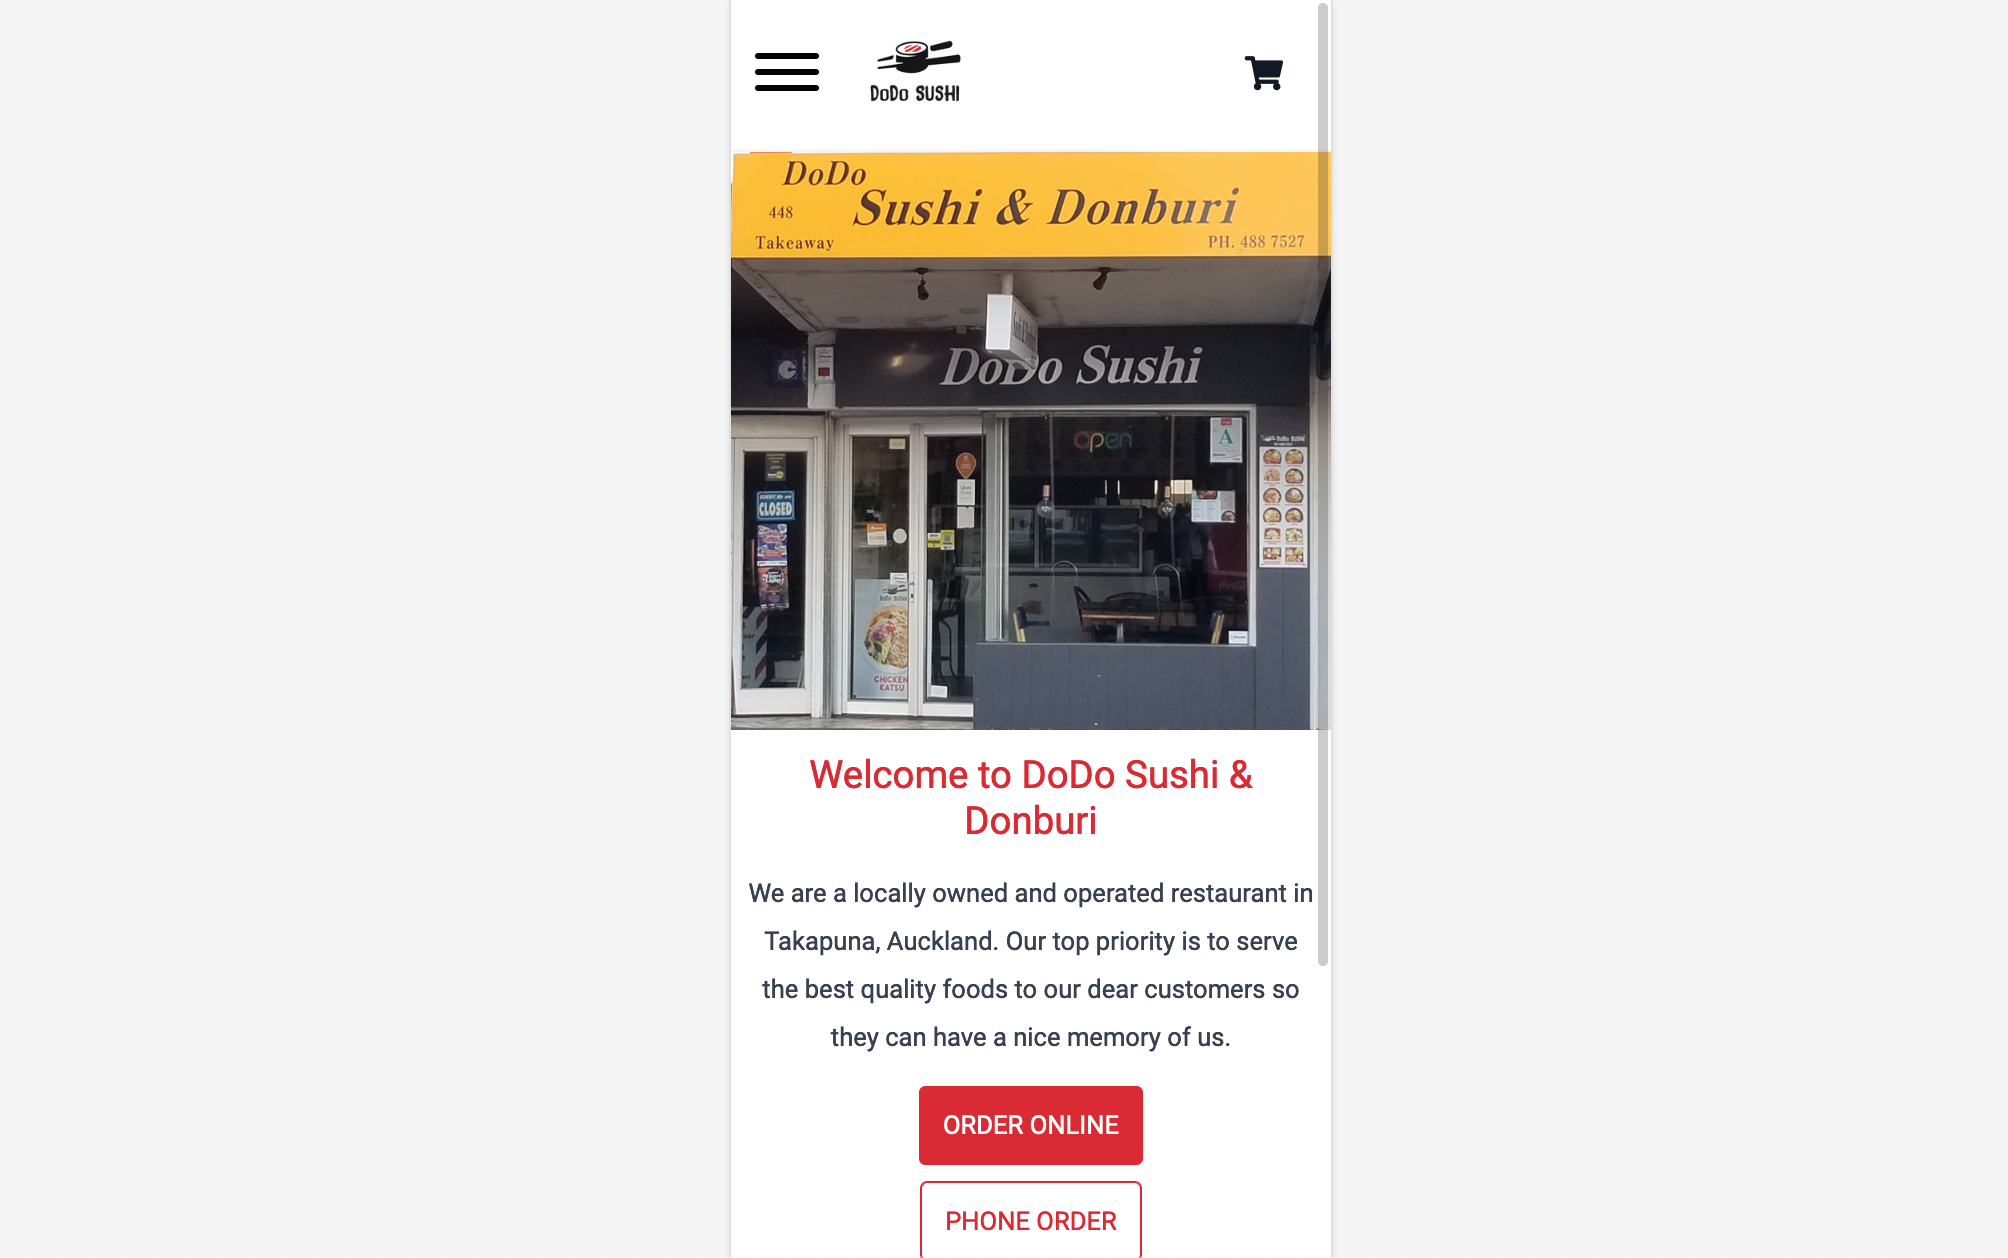 DoDo SUSHI
DoDo
Sushi & Donburi
448
Takeaway
PH. 488 7527
DoDo Sushi
open
A
CLOSED
CHICKEN
KATSU
Welcome to DoDo Sushi &
Donburi
We are a locally owned and operated restaurant in
Takapuna, Auckland. Our top priority is to serve
the best quality foods to our dear customers so
they can have a nice memory of us.
ORDER ONLINE
PHONE ORDER